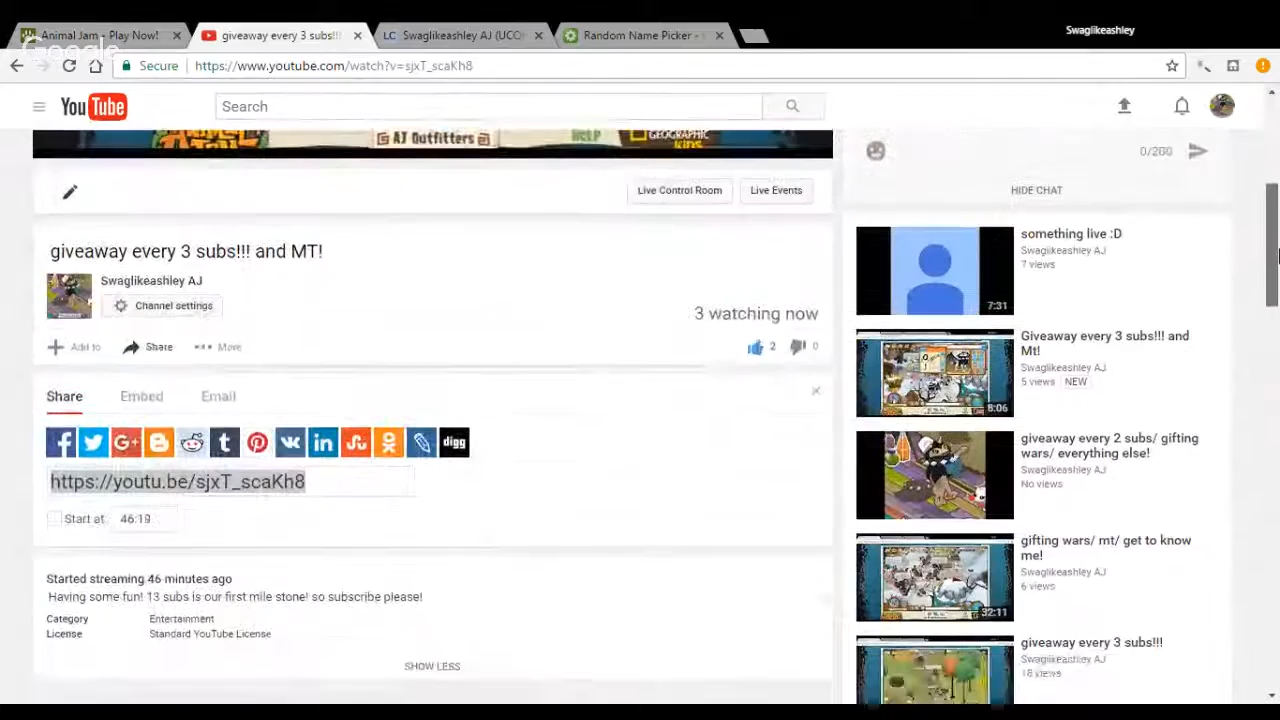 Swaglikeashley
Animal Jam - Play Now!
giveaway every 3 subs!!!
Swaglikeashley AJ (UCQ
Random Name Picker -
Google
Secure
https://www.youtube.com/watch?v=sjxT_scaKh8
YouTube
Search
AJ Outfitters
HELP
GEOGRAPHIC
KIDS
0/200
HIDE CHAT
Live Control Room
Live Events
giveaway every 3 subs!!! and MT!
Swaglikeashley AJ
Channel settings
3 watching now
Add to
Share
More
2
0
Share
Embed
Email
digg
https://youtu.be/sjxT_scaKh8
Start at:
46:19
Started streaming 46 minutes ago
Having some fun! 13 subs is our first mile stone! so subscribe please!
Category
Entertainment
License
Standard YouTube License
SHOW LESS
something live :D
Swaglikeashley AJ
7 views
7:31
Giveaway every 3 subs!!! and
Mt!
Swaglikeashley AJ
5 views
NEW
6:06
giveaway every 2 subs/ gifting
wars/ everything else!
Swaglikeashley AJ
No views
gifting wars/ mt/ get to know
me!
Swaglikeashley AJ
6 views
32:11
giveaway every 3 subs!!!
Swaglikeashley AJ
18 views